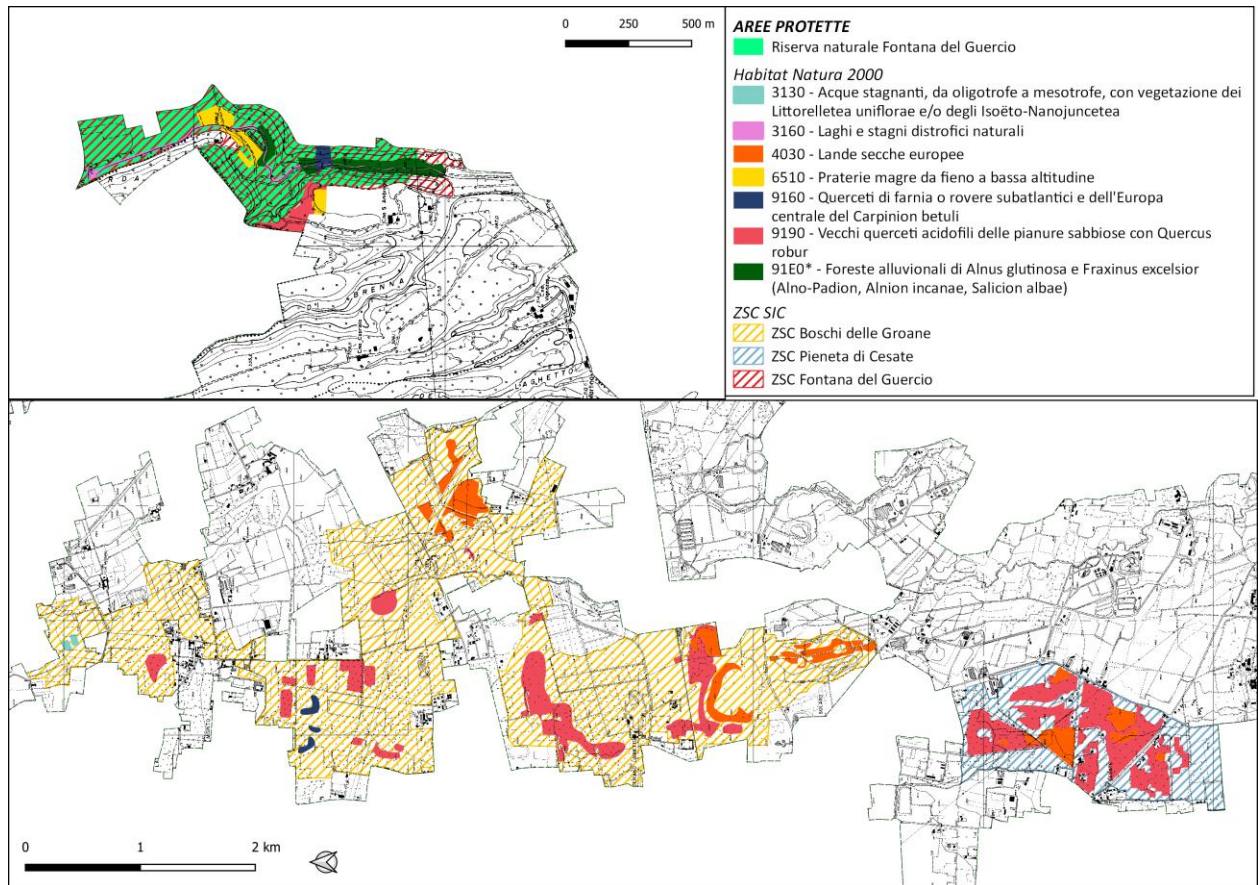 0 250 500 m
AREE PROTETTE
Riserva naturale Fontana del Guercio
Habitat Natura 2000
3130 - Acque stagnanti, da oligotrofe a mesotrofe, con vegetazione dei
Littorelletea uniflorae e/o degli Isoëto-Nanojuncetea
3160 - Laghi e stagni distrofici naturali
4030 - Lande secche europee
6510 - Praterie magre da fieno a bassa altitudine
9160 - Querceti di farnia o rovere subatlantici e dell'Europa
centrale del Carpinion betuli
9190 - Vecchi querceti acidofili delle pianure sabbiose con Quercus
robur
91E0* - Foreste alluvionali di Alnus glutinosa e Fraxinus excelsior
(Alno-Padion, Alnion incanae, Salicion albae)
ZSC SIC
ZSC Boschi delle Groane
ZSC Pieneta di Cesate
ZSC Fontana del Guercio
BRENNA
LAGHETTO
0 1 2 km